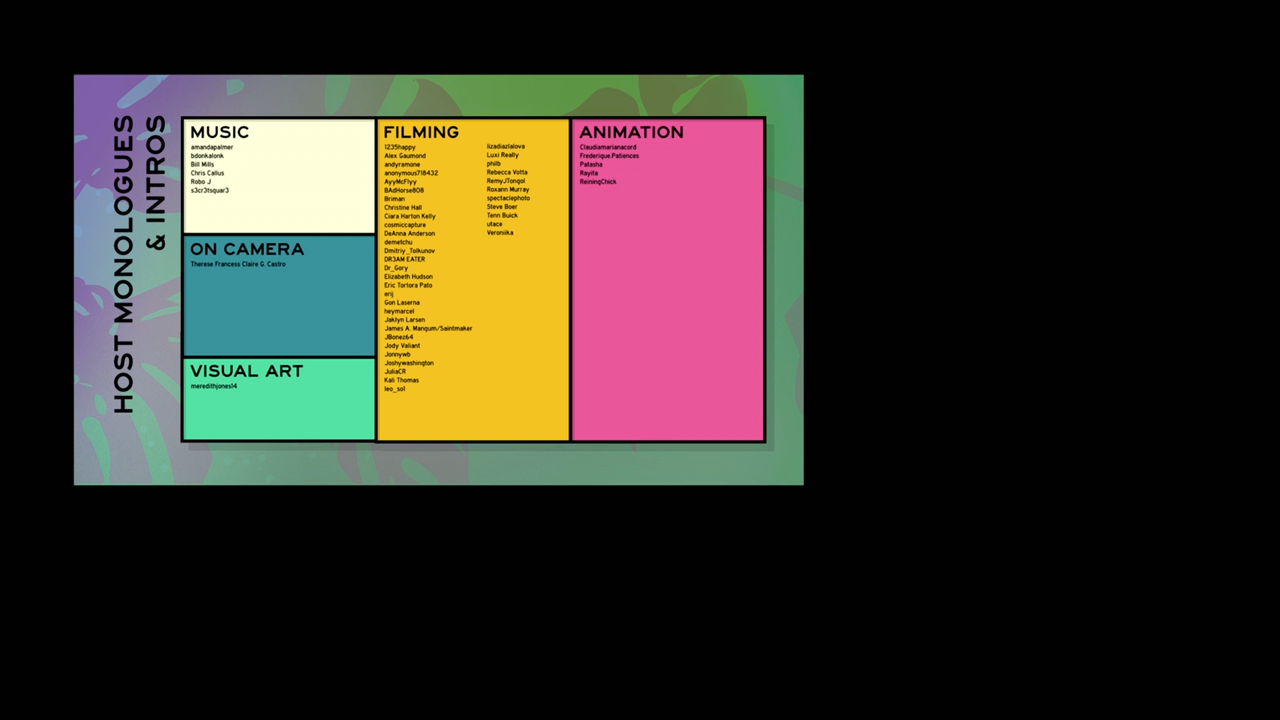 HOST MONOLOGUES
& INTROS
MUSIC
amandapalmer
bdonkalonk
Bill Mills
Chris Callus
Robo J
s3cr3tsquar3
ON CAMERA
Therese Francess Claire G. Castro
VISUAL ART
meredithjones14
FILMING
1235happy
Alex Gaumond
andyramone
anonymous718432
AyyMcFlyy
BAdHorse808
Briman
Christine Hall
Ciara Harton Kelly
cosmiccapture
DeAnna Anderson
demetchu
Dmitriy_Tolkunov
DR3AM EATER
Dr_Gory
Elizabeth Hudson
Eric Tortora Pato
erij
Gon Laserna
heymarcel
Jaklyn Larsen
James A. Mangum/Saintmaker
JBonez64
Jody Valiant
Jonnywb
Joshywashington
JuliaCR
Kali Thomas
leo_sol
lizadiazlalova
Luxi Really
philb
Rebecca Votta
RemyJTongol
Roxann Murray
spectaclephoto
Steve Boer
Tenn Buick
utace
Veroniika
ANIMATION
Claudiamarianacord
Frederique.Patiences
Patasha
Rayita
ReiningChick